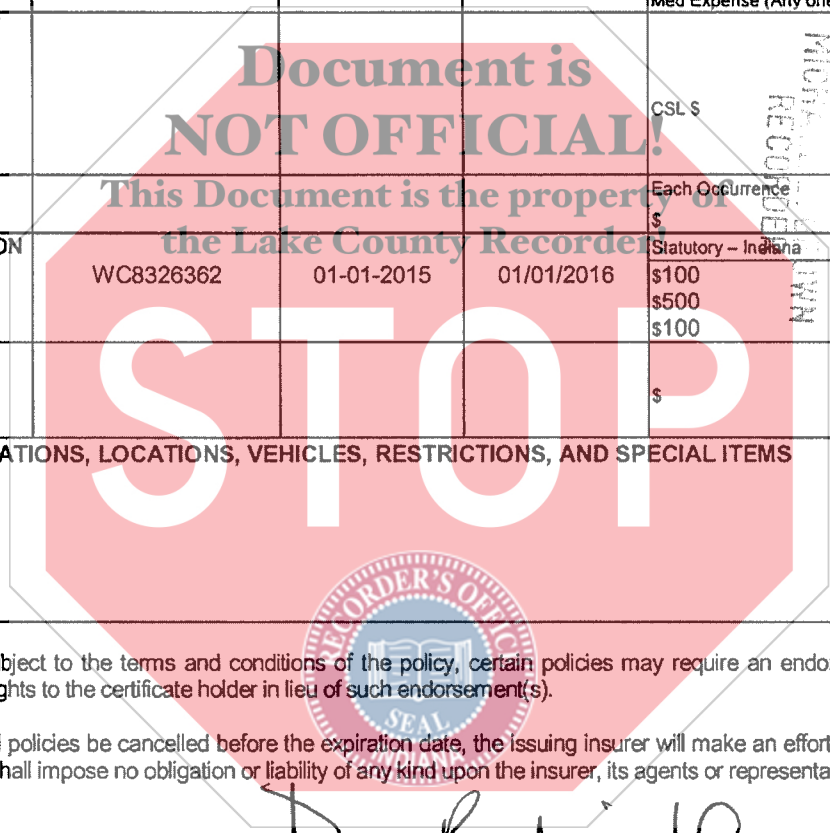 Med Expense (Any one
Document is
CSL $
NOT OFFICIAL!
This Document is the property of
Each Occurrence
$
the Lake County Recorder!
ON
Statutory – Indiana
WC8326362 01-01-2015 01/01/2016 $100
$500
$100
STOP
$
ATIONS, LOCATIONS, VEHICLES, RESTRICTIONS, AND SPECIAL ITEMS
RECORDER'S OFFICE
SEAL
INDIANA
bject to the terms and conditions of the policy, certain policies may require an endo
ghts to the certificate holder in lieu of such endorsement(s).
policies be cancelled before the expiration date, the issuing insurer will make an effort
hall impose no obligation or liability of any kind upon the insurer, its agents or representa
RECORDER